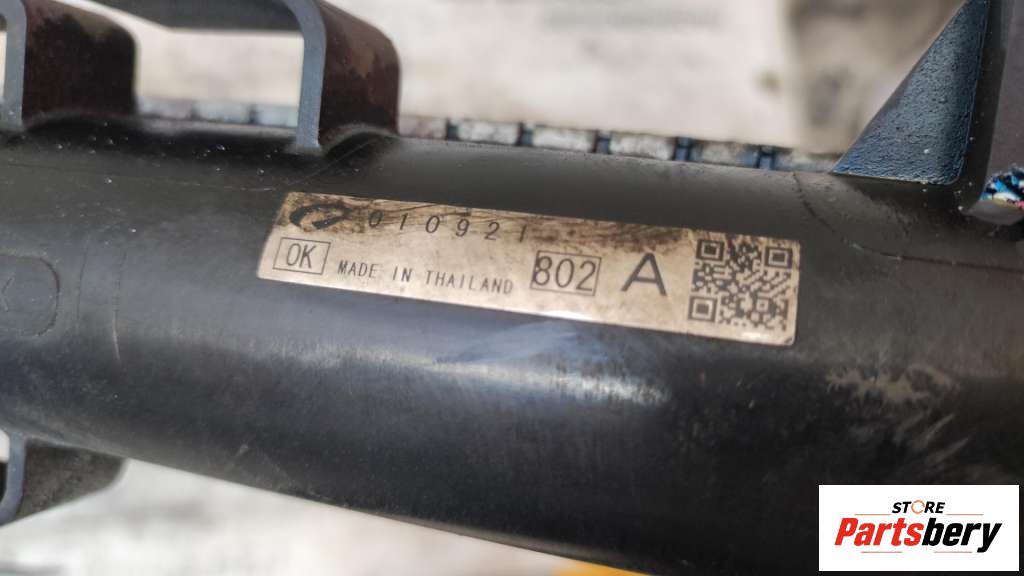 010921
OK MADE IN THAILAND 802 A
STORE
Partsbery